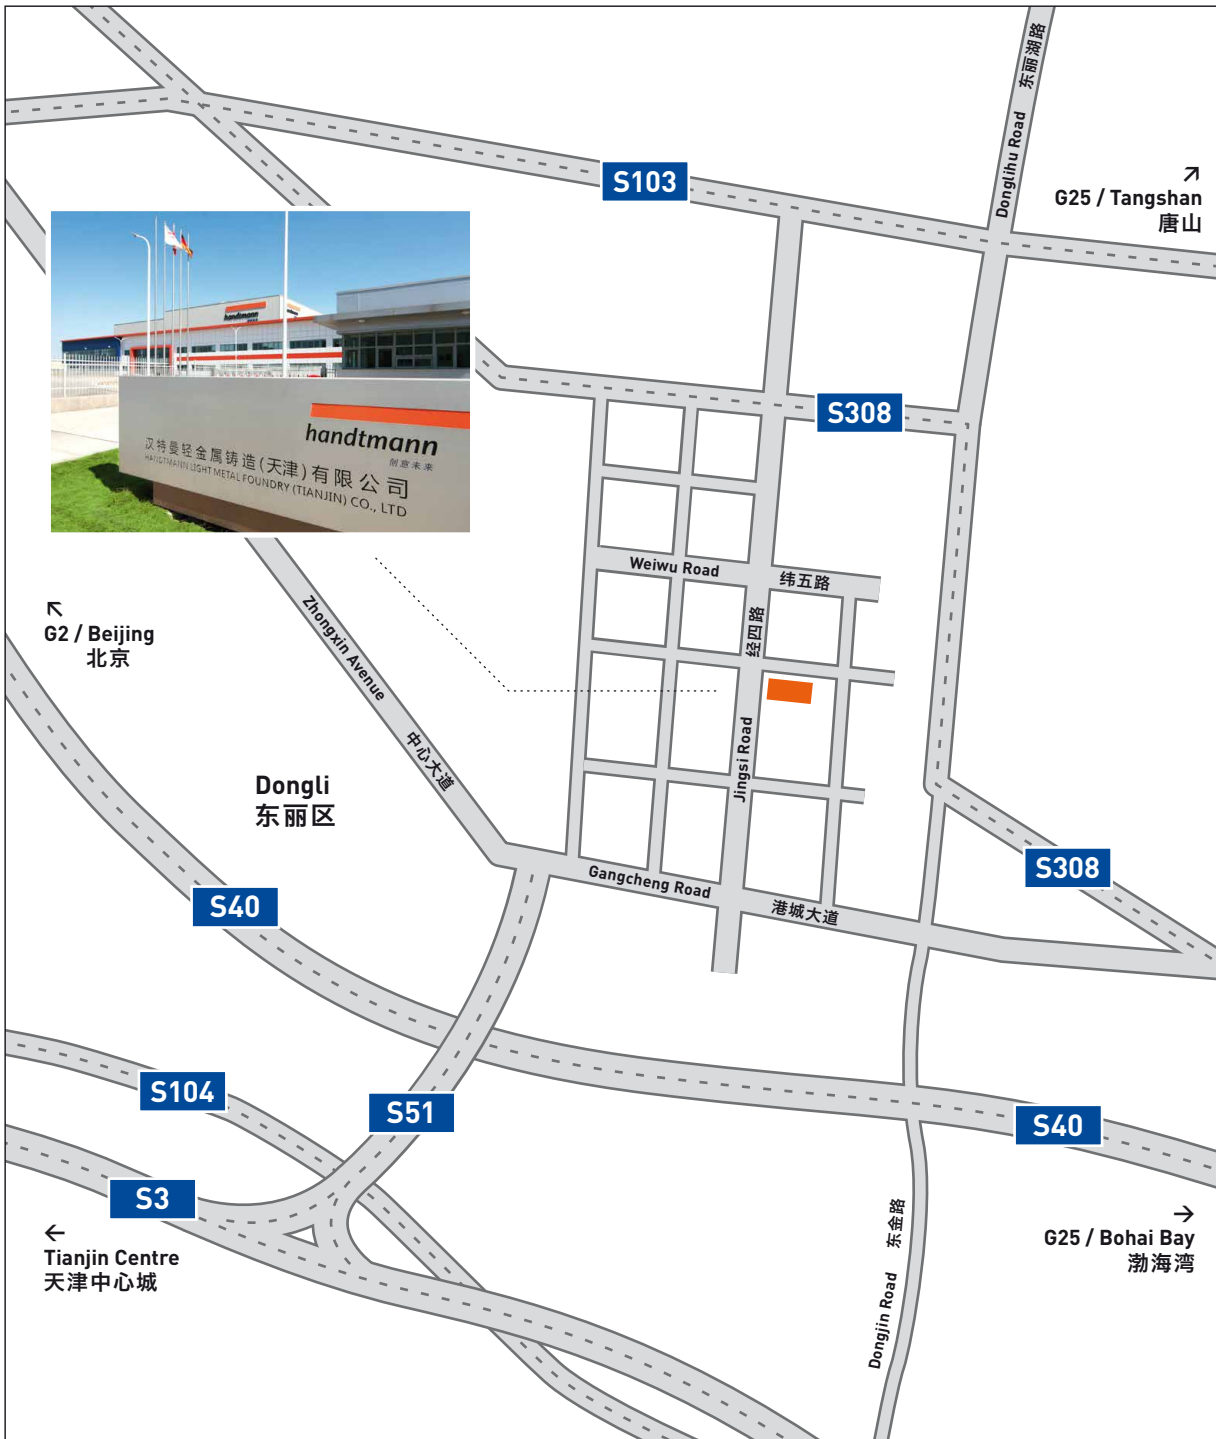 东丽湖路
Donglihu Road
S103
G25 / Tangshan
唐山
handtmann
handtmann
创意未来
汉特曼轻金属铸造(天津)有限公司
HANDTMANN LIGHT METAL FOUNDRY (TIANJIN) CO., LTD
S308
Weiwu Road
纬五路
G2 / Beijing
北京
Zhongxin Avenue
中心大道
经四路
Jingsi Road
Dongli
东丽区
S308
Gangcheng Road
港城大道
S40
S104
S51
S40
S3
Tianjin Centre
天津中心城
东金路
Dongjin Road
G25 / Bohai Bay
渤海湾